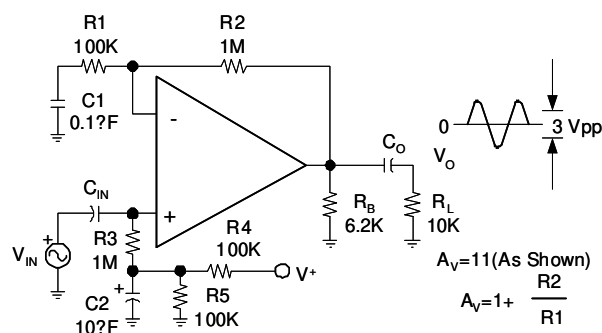 R1
100K
R2
1M
C1
0.1?F
-
+
C_IN
V_IN
+
R3
1M
+
C2
10?F
R4
100K
R5
100K
V+
C_O
R_B
6.2K
R_L
10K
0
V_O
3 Vpp
A_V=11(As Shown)
A_V=1+ R2
R1